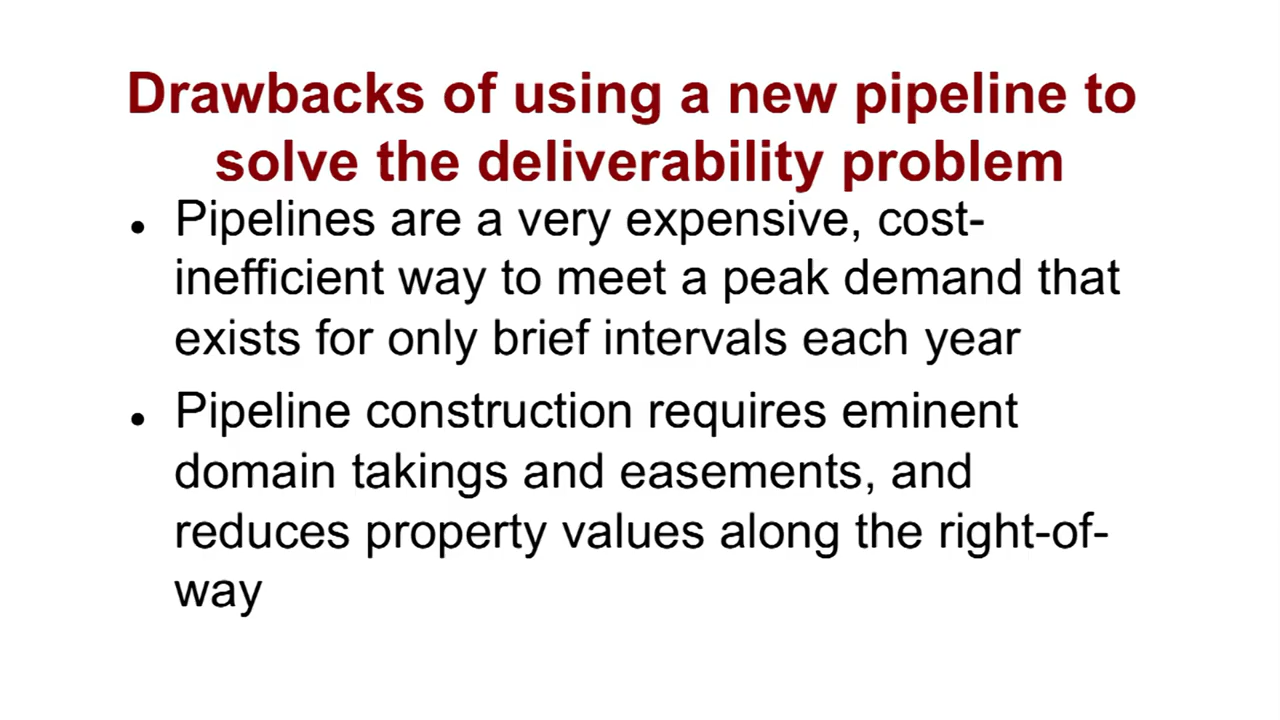 Drawbacks of using a new pipeline to
solve the deliverability problem
• Pipelines are a very expensive, cost-
inefficient way to meet a peak demand that
exists for only brief intervals each year
• Pipeline construction requires eminent
domain takings and easements, and
reduces property values along the right-of-
way